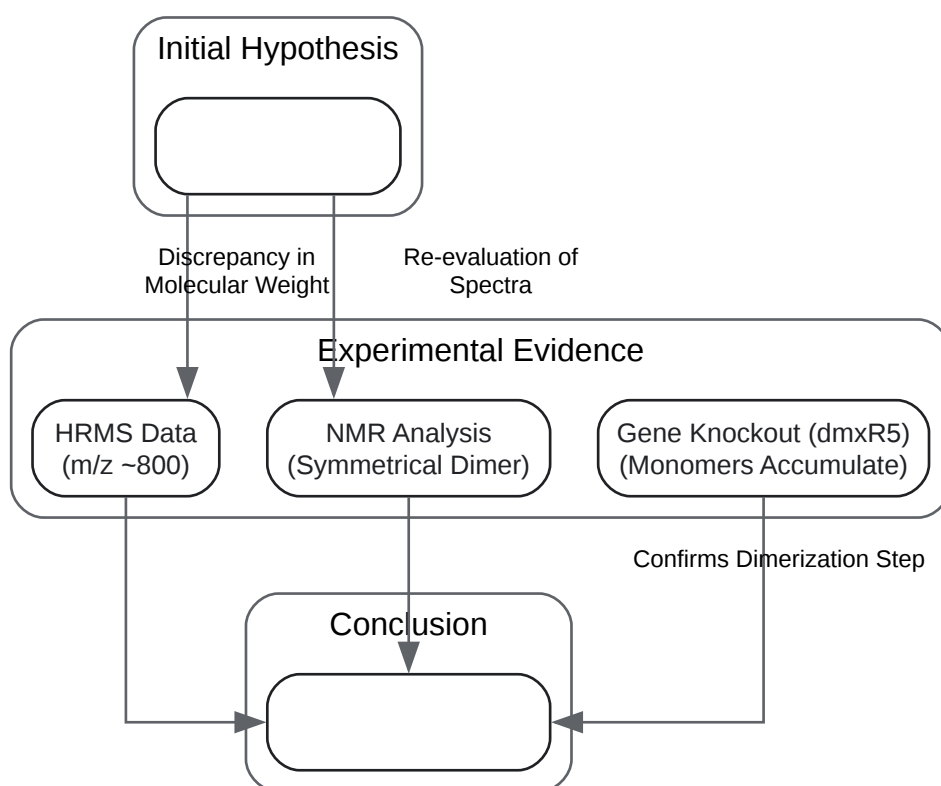 Initial Hypothesis
Discrepancy in
Molecular Weight
Re-evaluation of
Spectra
Experimental Evidence
HRMS Data
(m/z ~800)
NMR Analysis
(Symmetrical Dimer)
Gene Knockout (dmxR5)
(Monomers Accumulate)
Confirms Dimerization Step
Conclusion